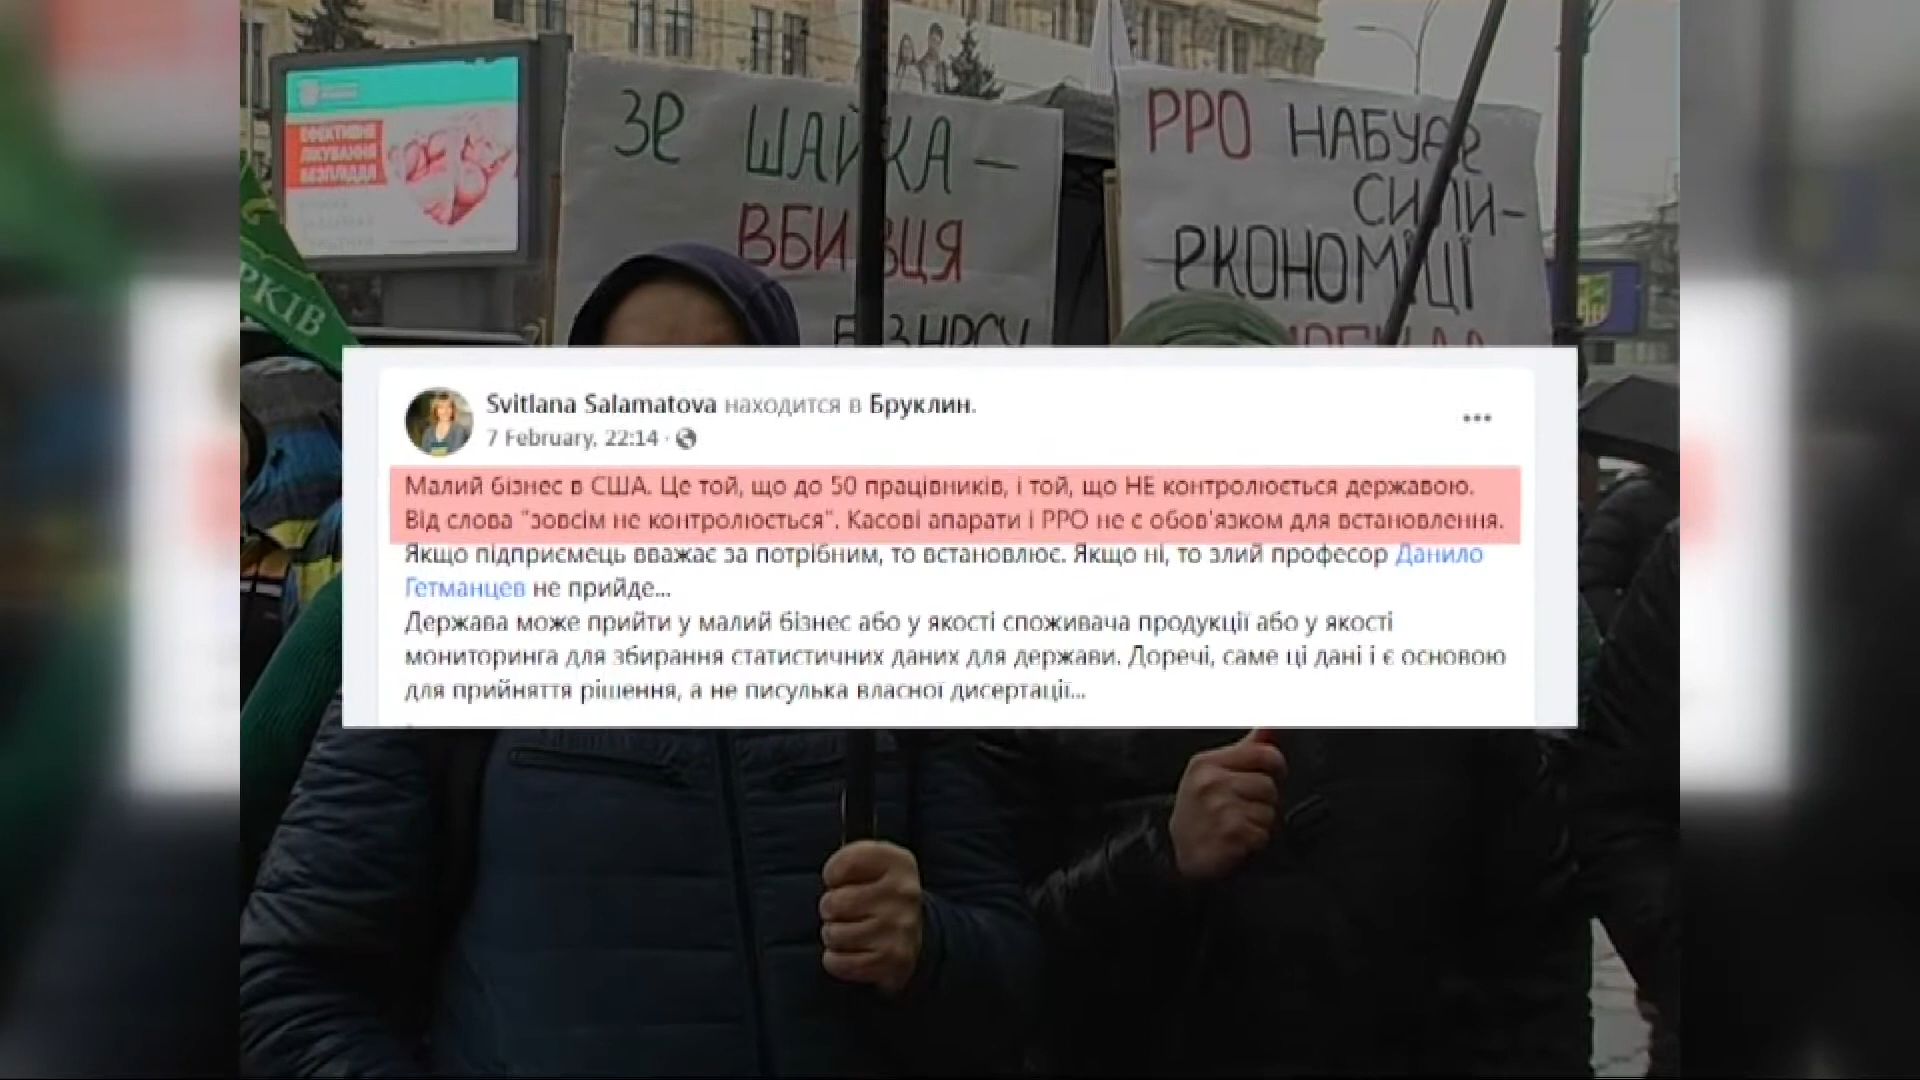 ЕФЕКТИВНЕ
ЛІКУВАННЯ
БЕЗПЛІДДЯ
ЗЕ ШАЙКА –
ВБИВЦЯ
БІЗНЕСУ
РРО НАБУДЕ
СИЛИ–
ЕКОНОМІЦІ
РКІВ
Svitlana Salamatova находится в Бруклин.
7 February, 22:14 ·
Малий бізнес в США. Це той, що до 50 працівників, і той, що НЕ контролюється державою.
Від слова "зовсім не контролюється". Касові апарати і РРО не є обов'язком для встановлення.
Якщо підприємець вважає за потрібним, то встановлює. Якщо ні, то злий професор Данило
Гетманцев не прийде...
Держава може прийти у малий бізнес або у якості споживача продукції або у якості
мониторинга для збирання статистичних даних для держави. Доречі, саме ці дані і є основою
для прийняття рішення, а не писулька власної дисертації...